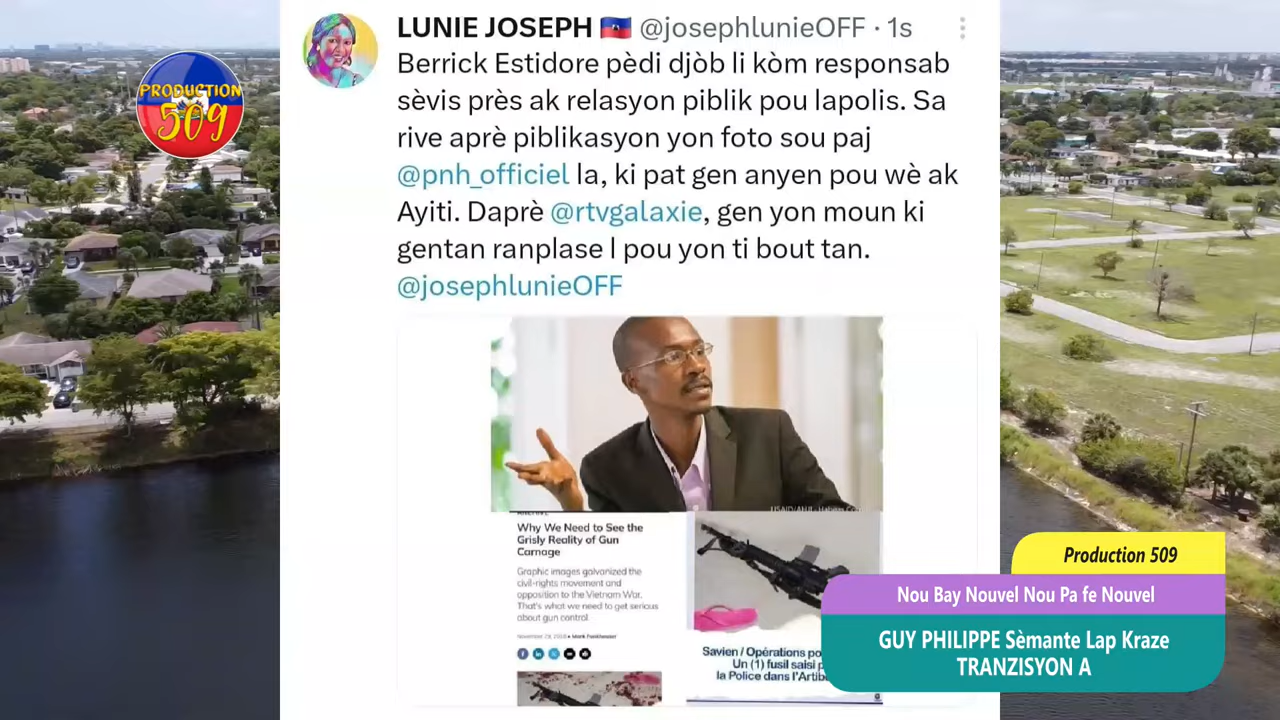 LUNIE JOSEPH @josephlunieOFF · 1s
Berrick Estidore pèdi djòb li kòm responsab
sèvis près ak relasyon piblik pou lapolis. Sa
rive aprè piblikasyon yon foto sou paj
@pnh_officiel la, ki pat gen anyen pou wè ak
Ayiti. Daprè @rtvgalaxie, gen yon moun ki
gentan ranplase l pou yon ti bout tan.
@josephlunieOFF
PRODUCTION
509
Why We Need to See the
Grisly Reality of Gun
Carnage
Graphic images galvanized the
civil-rights movement and
opposition to the Vietnam War.
That's what we need to get serious
about gun control.
Savien / Opérations po
Un (1) fusil saisi p
la Police dans l'Artib
Production 509
Nou Bay Nouvel Nou Pa fe Nouvel
GUY PHILIPPE Sèmante Lap Kraze
TRANZISYON A